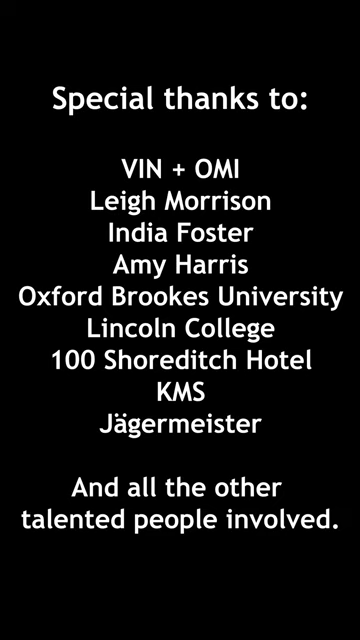 Special thanks to:
VIN + OMI
Leigh Morrison
India Foster
Amy Harris
Oxford Brookes University
Lincoln College
100 Shoreditch Hotel
KMS
Jägermeister
And all the other
talented people involved.